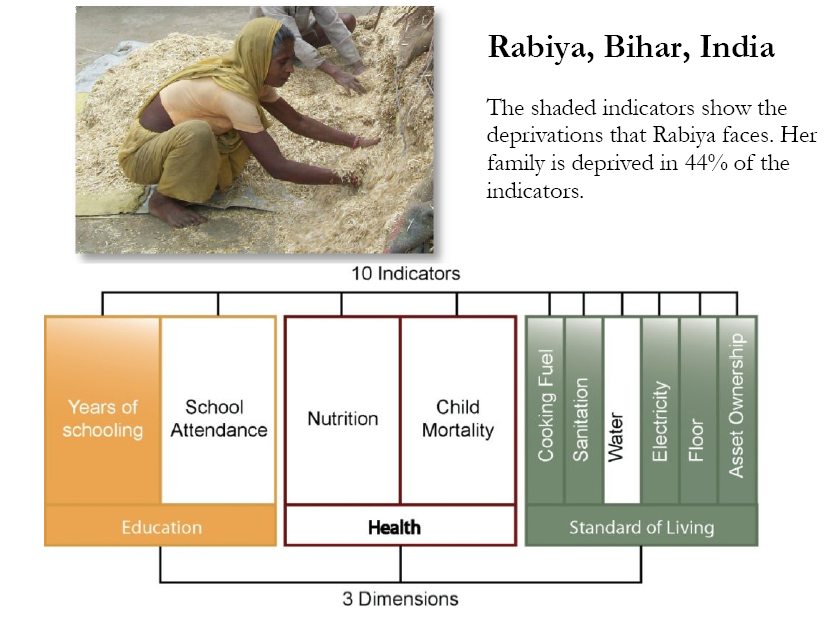 Rabiya, Bihar, India
The shaded indicators show the
deprivations that Rabiya faces. Her
family is deprived in 44% of the
indicators.
10 Indicators
Years of
schooling
School
Attendance
Nutrition
Child
Mortality
Cooking Fuel
Sanitation
Water
Electricity
Floor
Asset Ownership
Education
Health
Standard of Living
3 Dimensions